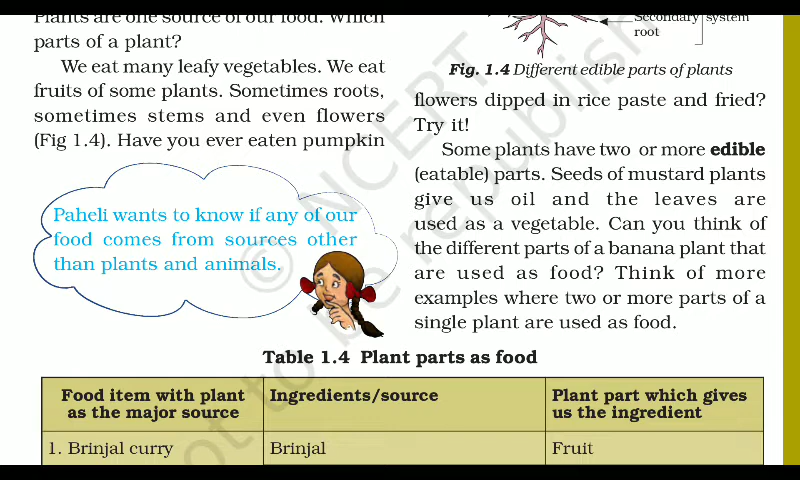 Plants are one source of our food. Which
parts of a plant?
We eat many leafy vegetables. We eat
fruits of some plants. Sometimes roots,
sometimes stems and even flowers
(Fig 1.4). Have you ever eaten pumpkin
Paheli wants to know if any of our
food comes from sources other
than plants and animals.
Secondary
root
system
Fig. 1.4 Different edible parts of plants
flowers dipped in rice paste and fried?
Try it!
Some plants have two or more edible
(eatable) parts. Seeds of mustard plants
give us oil and the leaves are
used as a vegetable. Can you think of
the different parts of a banana plant that
are used as food? Think of more
examples where two or more parts of a
single plant are used as food.
Table 1.4 Plant parts as food
Food item with plant
as the major source
Ingredients/source
Plant part which gives
us the ingredient
1. Brinjal curry
Brinjal
Fruit
© NCERT
not to be republish